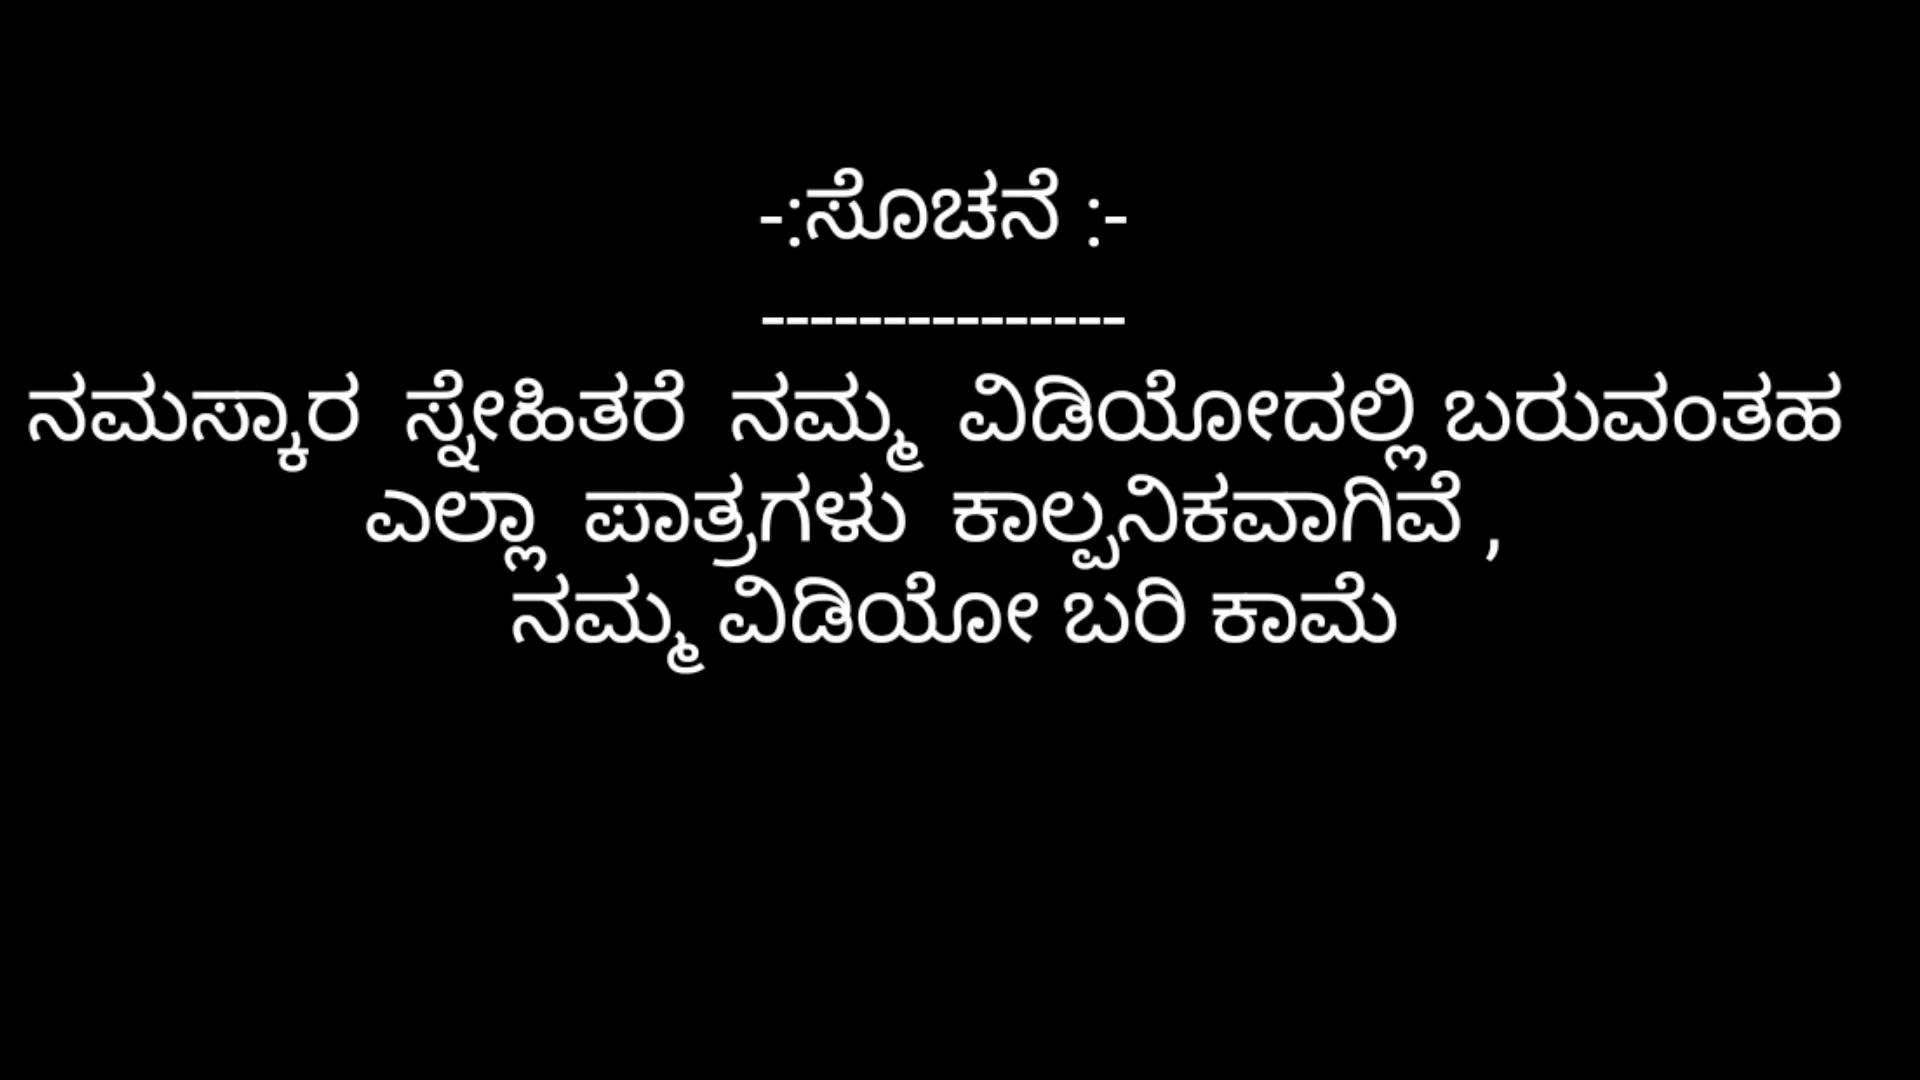 -:ಸೊಚನೆ :-
---------------
ನಮಸ್ಕಾರ ಸ್ನೇಹಿತರೆ ನಮ್ಮ ವಿಡಿಯೋದಲ್ಲಿ ಬರುವಂತಹ
ಎಲ್ಲಾ ಪಾತ್ರಗಳು ಕಾಲ್ಪನಿಕವಾಗಿವೆ ,
ನಮ್ಮ ವಿಡಿಯೋ ಬರಿ ಕಾಮೆ